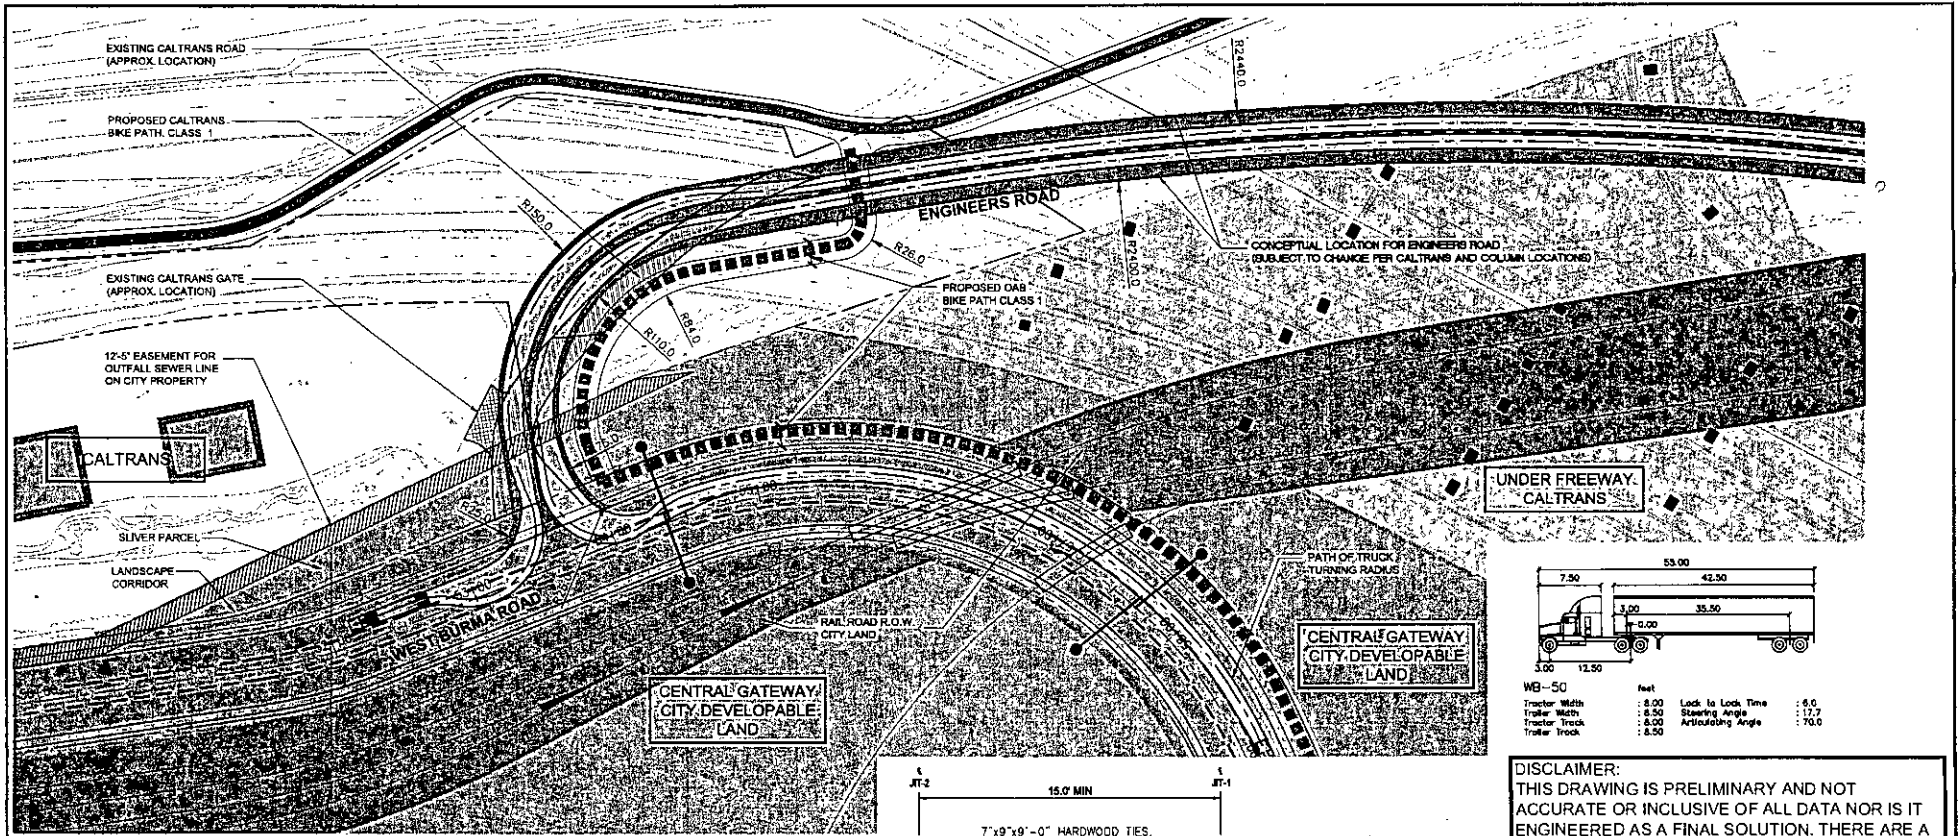 EXISTING CALTRANS ROAD
(APPROX. LOCATION)
PROPOSED CALTRANS
BIKE PATH. CLASS 1
R2440.0
R150.0
ENGINEERS ROAD
R26.0
CONCEPTUAL LOCATION FOR ENGINEERS ROAD
(SUBJECT TO CHANGE PER CALTRANS AND COLUMN LOCATIONS)
R2400.0
EXISTING CALTRANS GATE
(APPROX. LOCATION)
PROPOSED OAB
BIKE PATH CLASS 1
R84.0
R110.0
12'-5" EASEMENT FOR
OUTFALL SEWER LINE
ON CITY PROPERTY
CALTRANS
UNDER FREEWAY
CALTRANS
SLIVER PARCEL
LANDSCAPE
CORRIDOR
63+00
WEST BURMA ROAD
RAIL ROAD R.O.W.
CITY LAND
PATH OF TRUCK
TURNING RADIUS
CENTRAL GATEWAY
CITY DEVELOPABLE
LAND
CENTRAL GATEWAY
CITY DEVELOPABLE
LAND
55.00
7.50 42.50
3.00 35.50
0.00
3.00 12.50
WB-50 feet
Tractor Width : 8.00 Lock to Lock Time : 6.0
Trailer Width : 8.50 Steering Angle : 17.7
Tractor Track : 8.00 Articulating Angle : 70.0
Trailer Track : 8.50
JIT-2 JIT-1
15.0' MIN
7"x9"x9'-0" HARDWOOD TIES,
DISCLAIMER:
THIS DRAWING IS PRELIMINARY AND NOT
ACCURATE OR INCLUSIVE OF ALL DATA NOR IS IT
ENGINEERED AS A FINAL SOLUTION. THERE ARE A